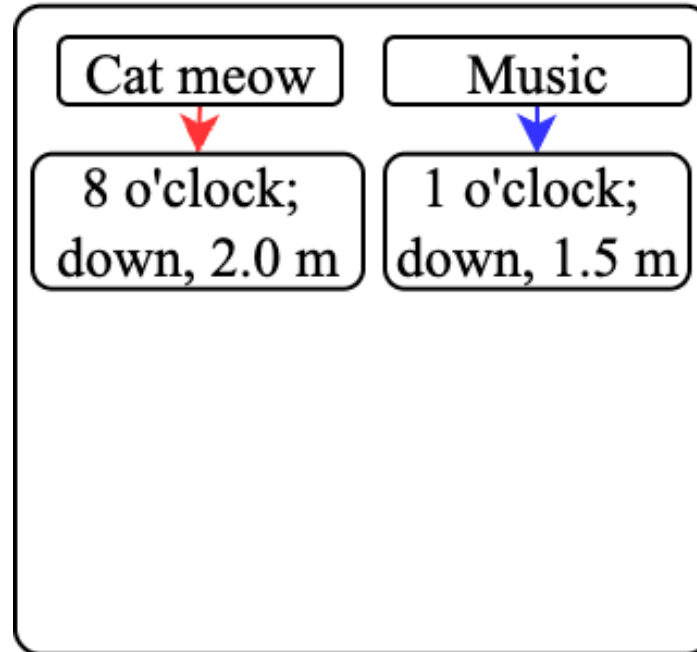 Cat meow
Music
8 o'clock;
down, 2.0 m
1 o'clock;
down, 1.5 m